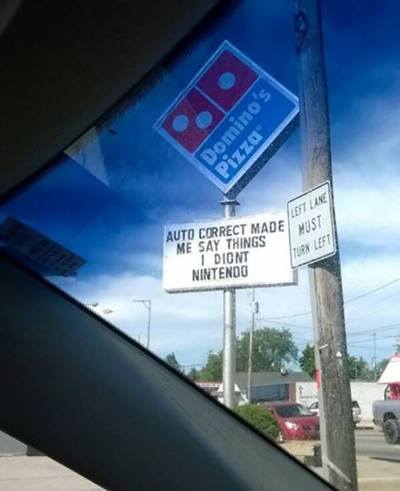 Domino's
Pizza
AUTO CORRECT MADE
ME SAY THINGS
I DIDNT
NINTENDO
LEFT LANE
MUST
TURN LEFT